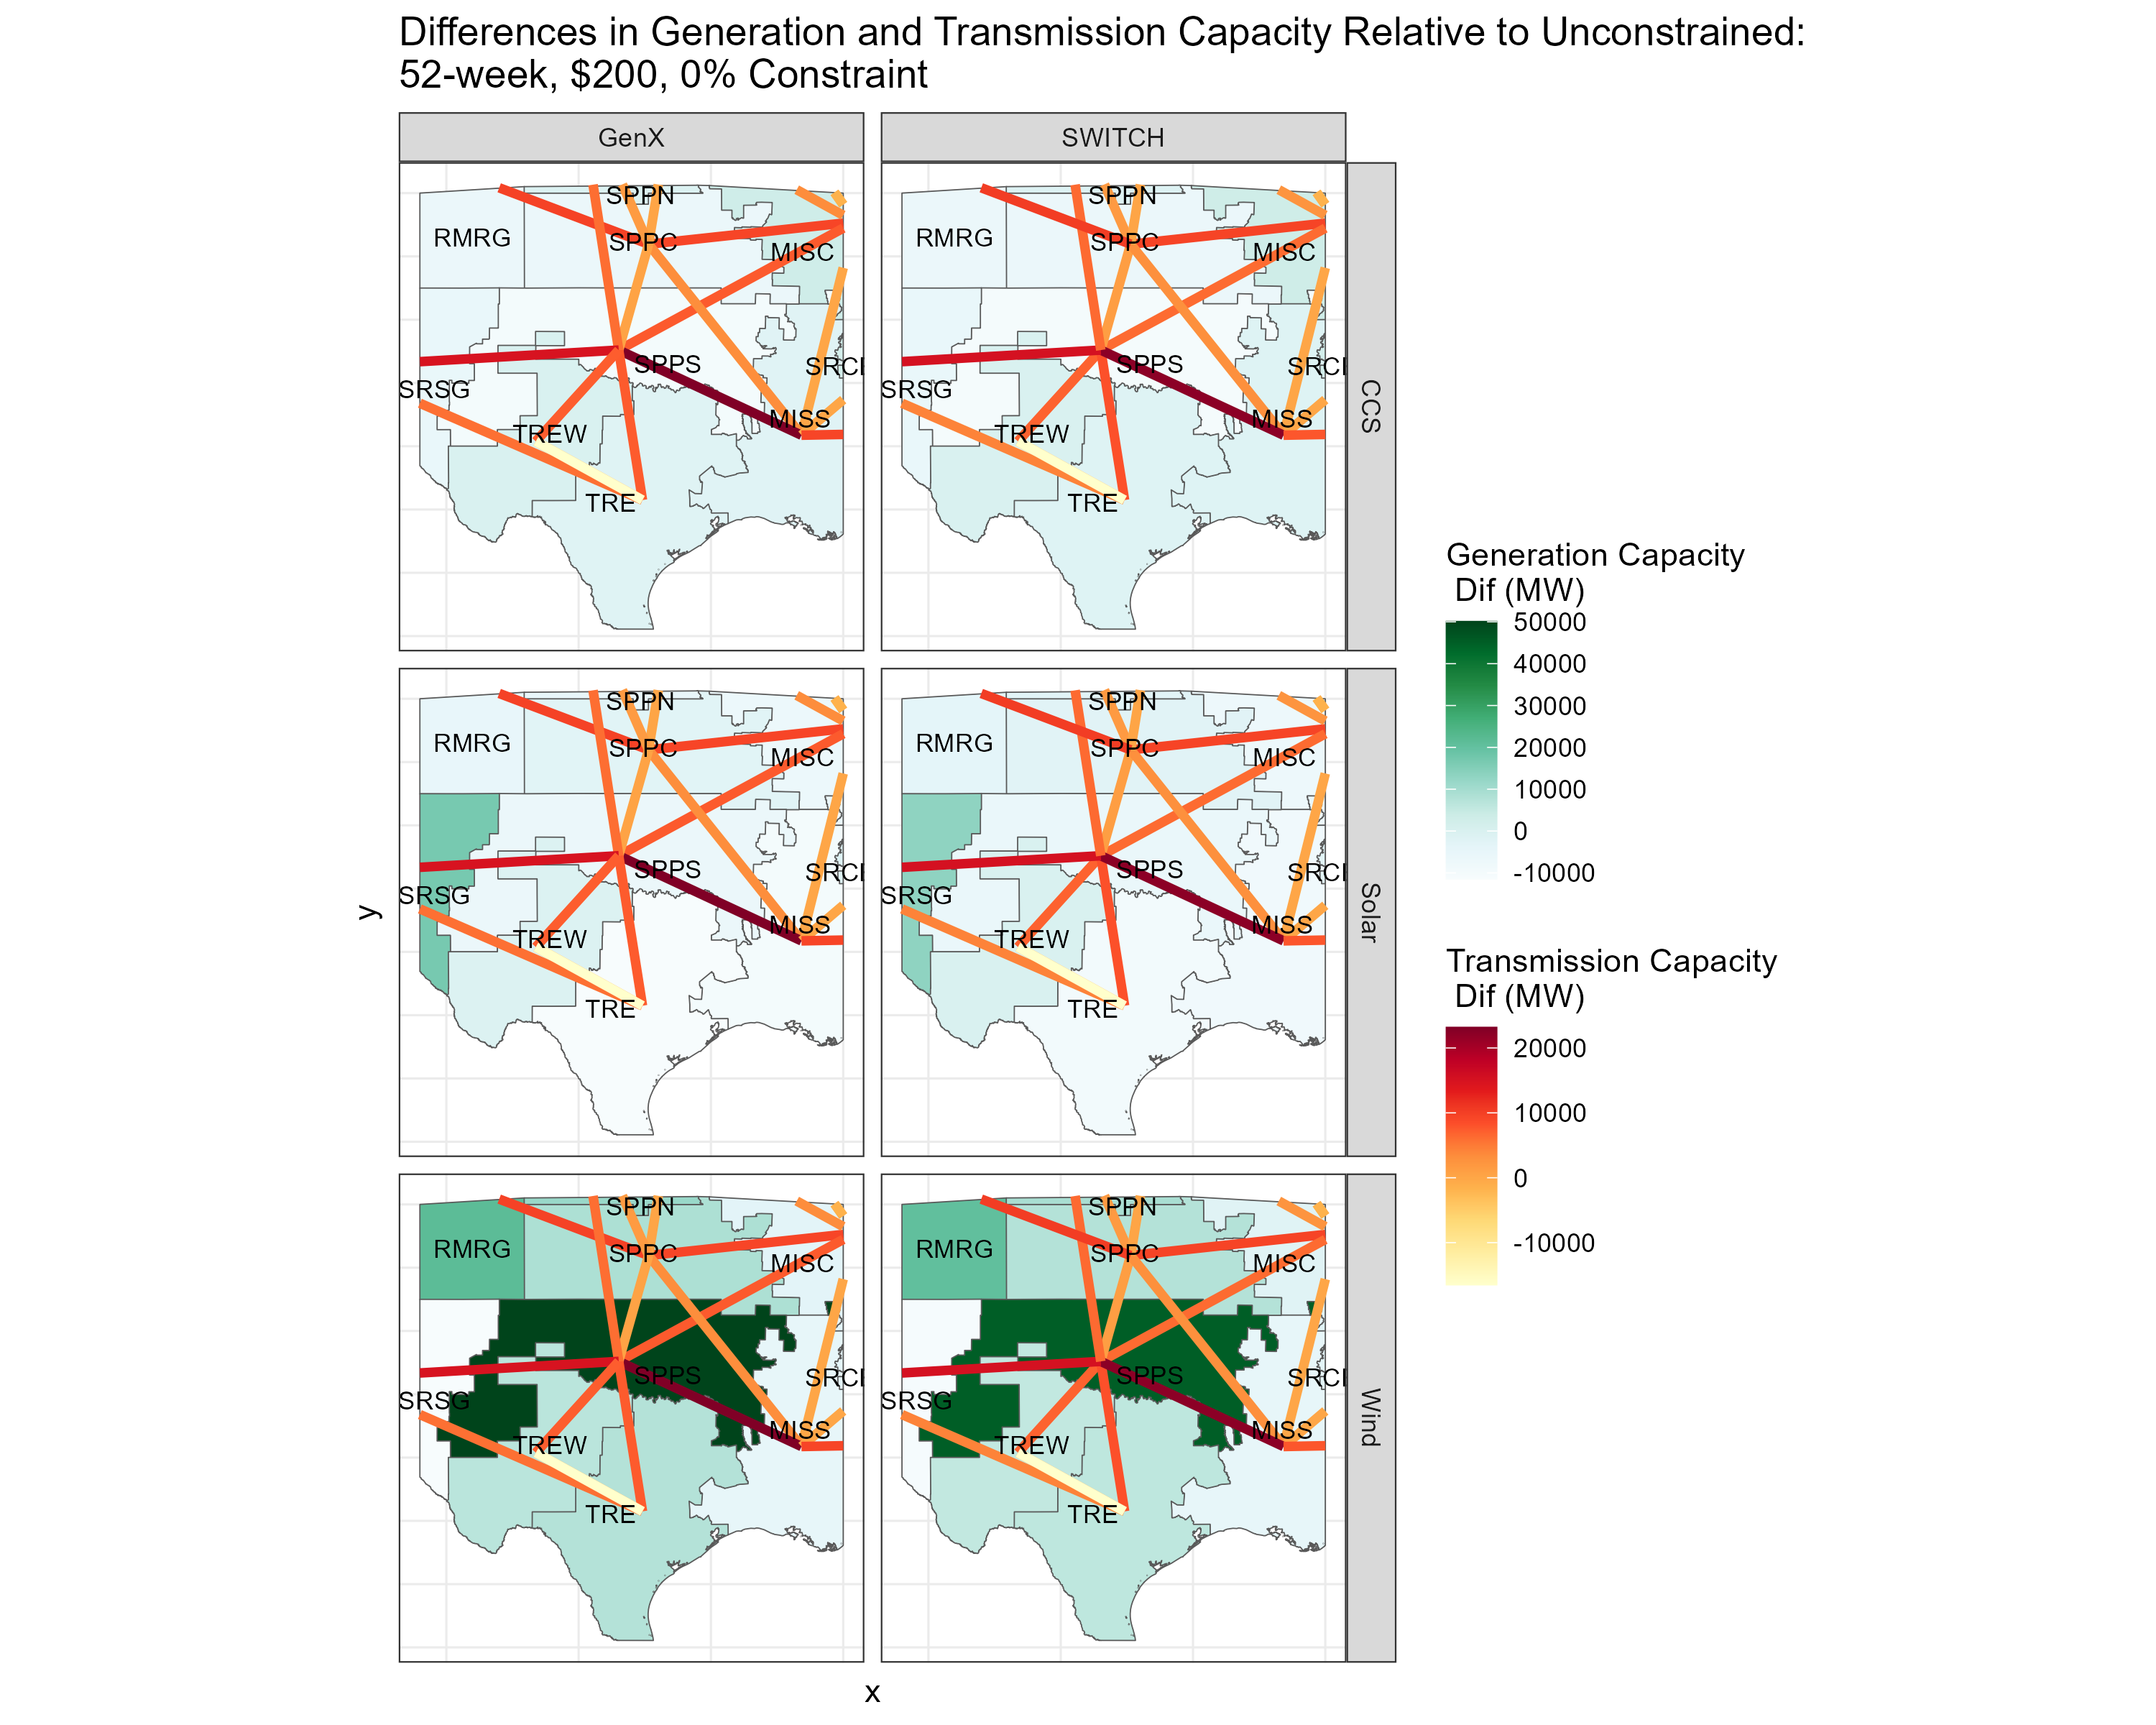 Differences in Generation and Transmission Capacity Relative to Unconstrained:
52-week, $200, 0% Constraint
GenX
SWITCH
SPPN
RMRG
SPPC
MISC
SPPS
SRCI
SRSG
MISS
TREW
TRE
SPPN
RMRG
SPPC
MISC
SPPS
SRCI
SRSG
MISS
TREW
TRE
CCS
SPPN
RMRG
SPPC
MISC
SPPS
SRCI
SRSG
MISS
TREW
TRE
SPPN
RMRG
SPPC
MISC
SPPS
SRCI
SRSG
MISS
TREW
TRE
Solar
SPPN
RMRG
SPPC
MISC
SPPS
SRCI
SRSG
MISS
TREW
TRE
SPPN
RMRG
SPPC
MISC
SPPS
SRCI
SRSG
MISS
TREW
TRE
Wind
y
x
Generation Capacity
Dif (MW)
50000
40000
30000
20000
10000
0
-10000
Transmission Capacity
Dif (MW)
20000
10000
0
-10000